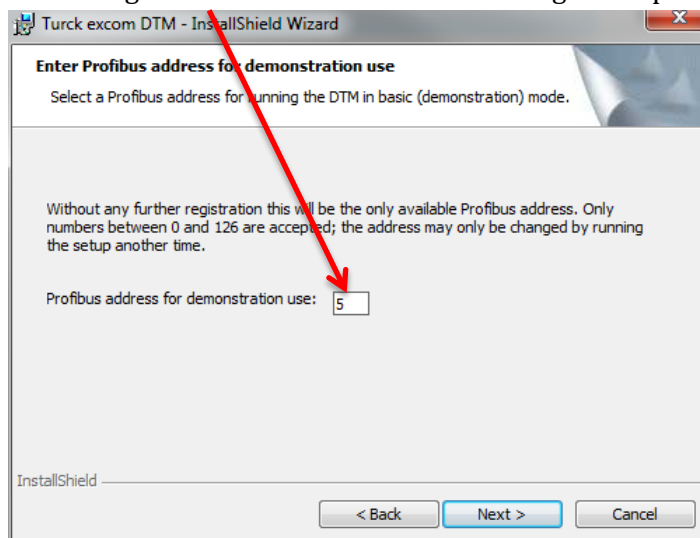 Turck excom DTM - InstallShield Wizard
Enter Profibus address for demonstration use
Select a Profibus address for running the DTM in basic (demonstration) mode.
Without any further registration this will be the only available Profibus address. Only
numbers between 0 and 126 are accepted; the address may only be changed by running
the setup another time.
Profibus address for demonstration use: 5
InstallShield
< Back Next > Cancel